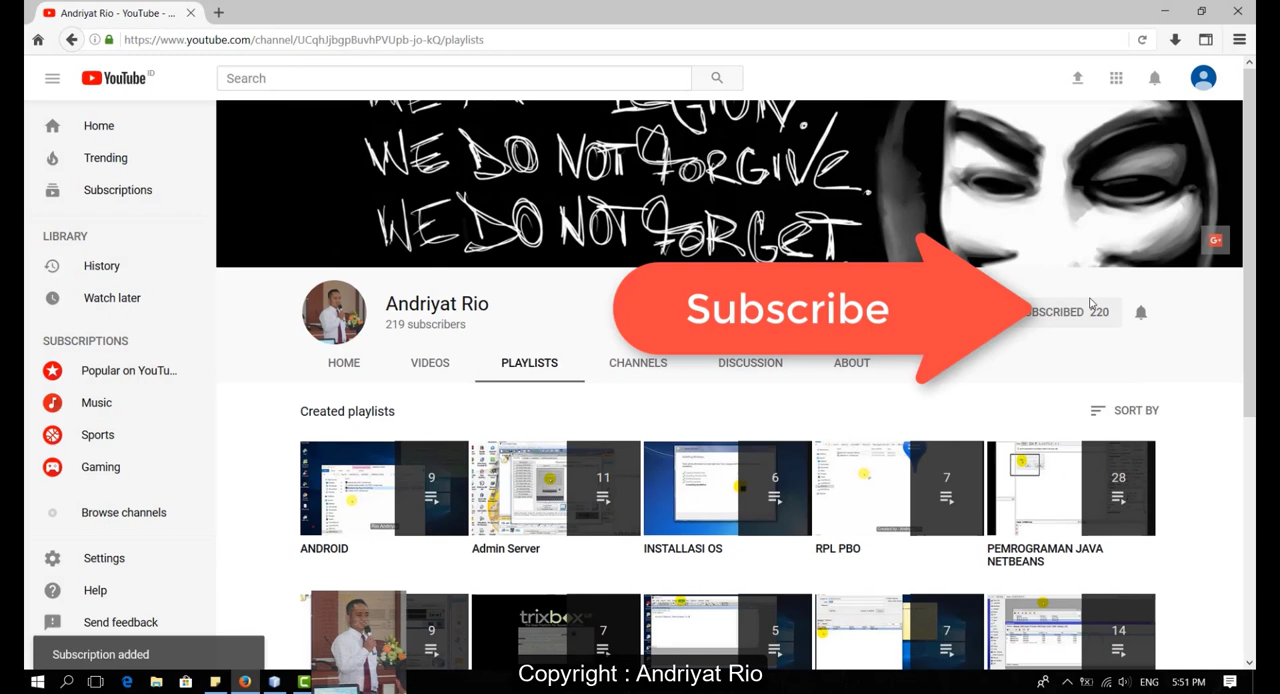 Andriyat Rio - YouTube - ...
https://www.youtube.com/channel/UCqhJjbgpBuvhPVUpb-jo-kQ/playlists
YouTube ID
Search
Home
Trending
Subscriptions
LIBRARY
History
Watch later
SUBSCRIPTIONS
Popular on YouTu...
Music
Sports
Gaming
Browse channels
Settings
Help
Send feedback
Subscription added
WE DO NOT FORGIVE.
WE DO NOT FORGET.
G+
Andriyat Rio
219 subscribers
Subscribe
UBSCRIBED 220
HOME VIDEOS PLAYLISTS CHANNELS DISCUSSION ABOUT
Created playlists
SORT BY
9 11 6 7 28
ANDROID Admin Server INSTALLASI OS RPL PBO PEMROGRAMAN JAVA
NETBEANS
trixbox
9 7 5 7 14
Copyright : Andriyat Rio
ENG 5:51 PM